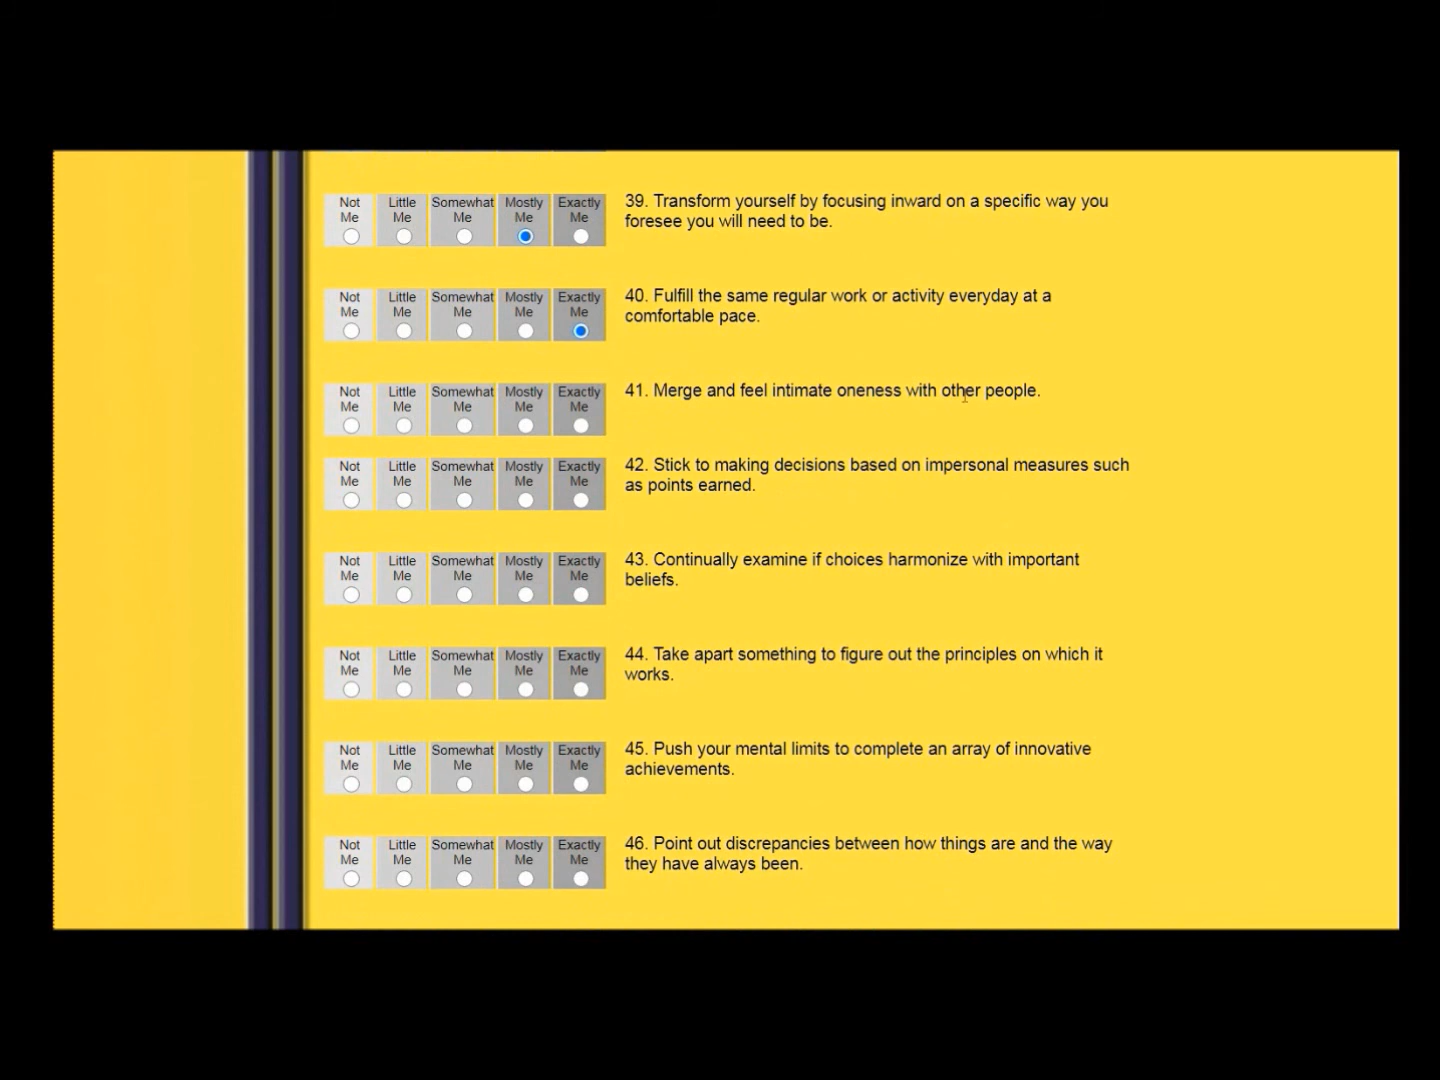 Not Little Somewhat Mostly Exactly
Me Me Me Me Me
39. Transform yourself by focusing inward on a specific way you
foresee you will need to be.
Not Little Somewhat Mostly Exactly
Me Me Me Me Me
40. Fulfill the same regular work or activity everyday at a
comfortable pace.
Not Little Somewhat Mostly Exactly
Me Me Me Me Me
41. Merge and feel intimate oneness with other people.
Not Little Somewhat Mostly Exactly
Me Me Me Me Me
42. Stick to making decisions based on impersonal measures such
as points earned.
Not Little Somewhat Mostly Exactly
Me Me Me Me Me
43. Continually examine if choices harmonize with important
beliefs.
Not Little Somewhat Mostly Exactly
Me Me Me Me Me
44. Take apart something to figure out the principles on which it
works.
Not Little Somewhat Mostly Exactly
Me Me Me Me Me
45. Push your mental limits to complete an array of innovative
achievements.
Not Little Somewhat Mostly Exactly
Me Me Me Me Me
46. Point out discrepancies between how things are and the way
they have always been.